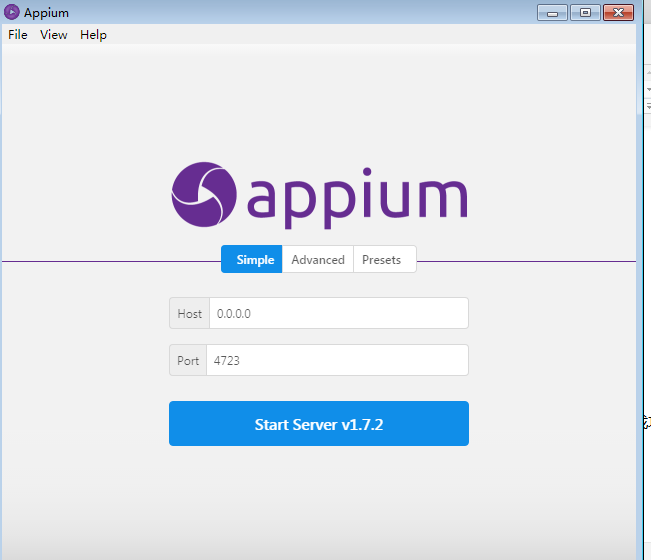 Appium
File View Help
appium
Simple Advanced Presets
Host 0.0.0.0
Port 4723
Start Server v1.7.2